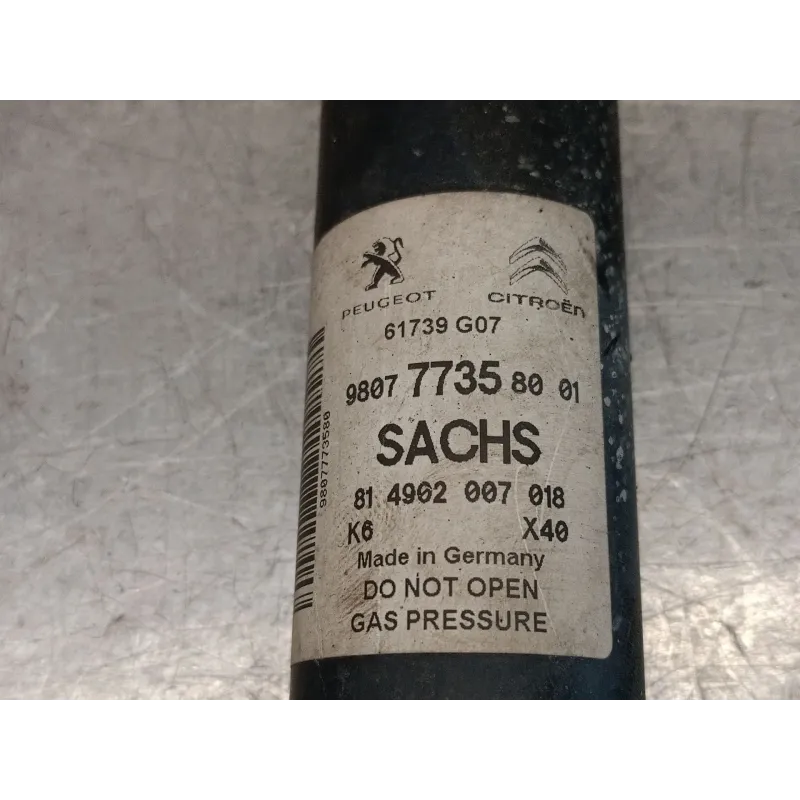 PEUGEOT CITROËN
61739 G07
9807 7735 80 01
SACHS
81 4962 007 018
K6 X40
Made in Germany
DO NOT OPEN
GAS PRESSURE
9807773580